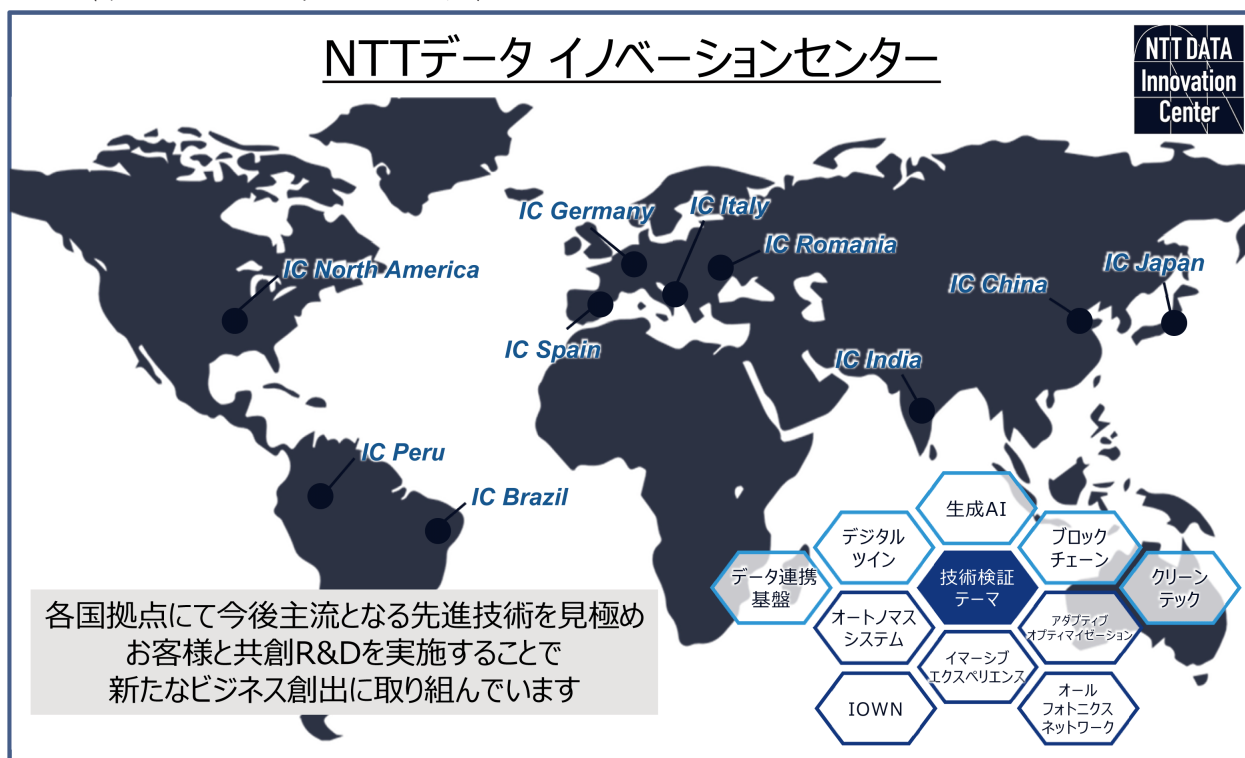 NTTデータ イノベーションセンター
NTT DATA
Innovation
Center
IC Germany
IC Italy
IC Romania
IC North America
IC Japan
IC China
IC Spain
IC India
IC Peru
IC Brazil
生成AI
デジタル
ツイン
ブロック
チェーン
データ連携
基盤
技術検証
テーマ
クリーン
テック
オートノマス
システム
アダプティブ
オプティマイゼーション
イマーシブ
エクスペリエンス
IOWN
オール
フォトニクス
ネットワーク
各国拠点にて今後主流となる先進技術を見極め
お客様と共創R&Dを実施することで
新たなビジネス創出に取り組んでいます